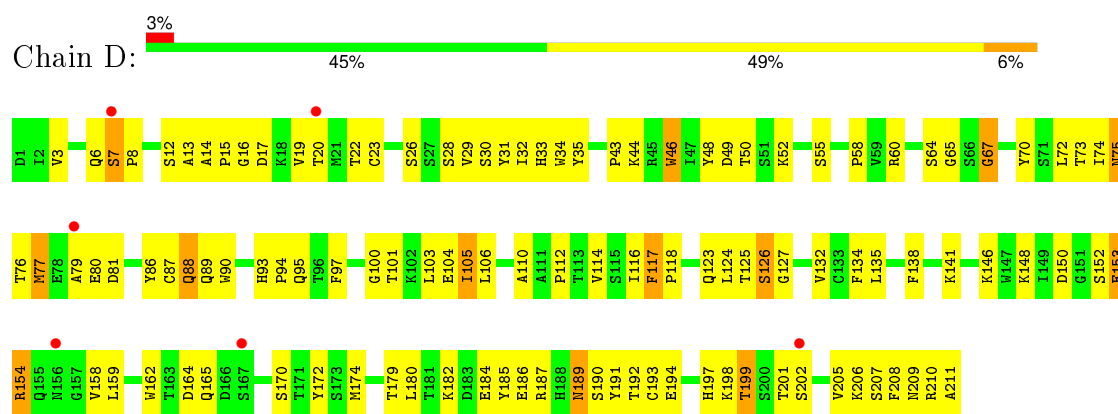 3%
Chain D:
45% 49% 6%
D1 I2 V3 Q6 S7 P8 S12 A13 A14 P15 G16 D17 K18 V19 T20 M21 T22 C23 S26 S27 S28 V29 S30 Y31 I32 H33 W34 Y35 P43 K44 R45 W46 I47 Y48 D49 T50 S51 K52 S55 P58 V59 R60 S64 G65 S66 G67 Y70 S71 L72 T73 I74 N75
T76 M77 E78 A79 E80 D81 Y86 C87 Q88 Q89 W90 H93 P94 Q95 T96 F97 G100 T101 K102 L103 E104 I105 L106 A110 A111 P112 T113 V114 S115 I116 F117 P118 Q123 L124 T125 S126 G127 V132 C133 F134 L135 F138 K141 K146 W147 K148 I149 D150 G151 S152 E153
R154 Q155 N156 G157 V158 L159 W162 T163 D164 Q165 D166 S167 S170 T171 Y172 S173 M174 T179 L180 T181 K182 D183 E184 Y185 E186 R187 H188 N189 S190 Y191 T192 C193 E194 H197 K198 T199 S200 T201 S202 V205 K206 S207 F208 N209 R210 A211